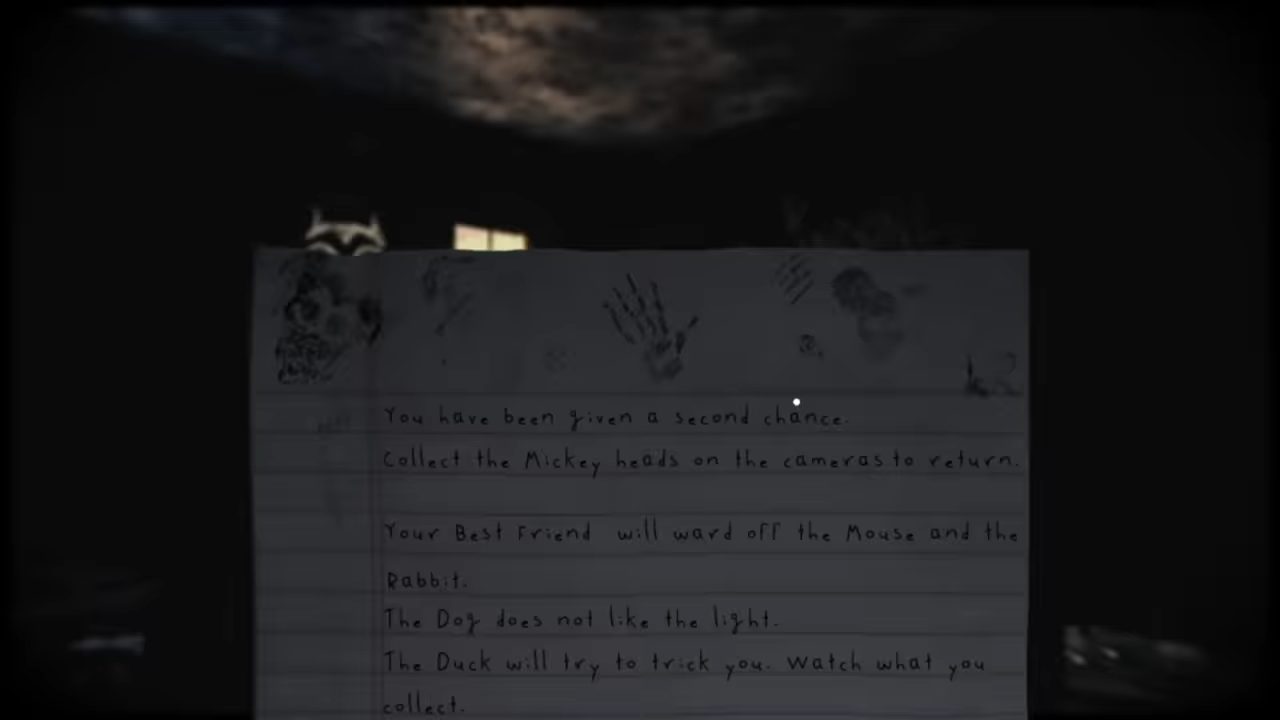 You have been given a second chance.
Collect the Mickey heads on the cameras to return.
Your Best Friend will ward off the Mouse and the
Rabbit.
The Dog does not like the light.
The Duck will try to trick you. Watch what you
collect.